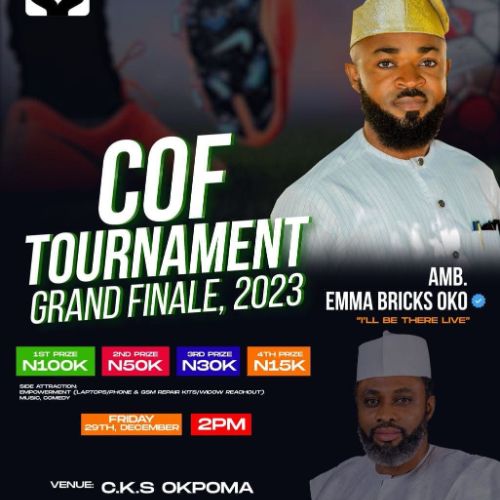 COF
TOURNAMENT
GRAND FINALE, 2023
AMB.
EMMA BRICKS OKO
"I'LL BE THERE LIVE"
1ST PRIZE
N100K
2ND PRIZE
N50K
3RD PRIZE
N30K
4TH PRIZE
N15K
SIDE ATTRACTION:
EMPOWERMENT (LAPTOPS/PHONE & GSM REPAIR KITS/WIDOW REACHOUT)
MUSIC, COMEDY
FRIDAY
29TH, DECEMBER
2PM
VENUE: C.K.S OKPOMA